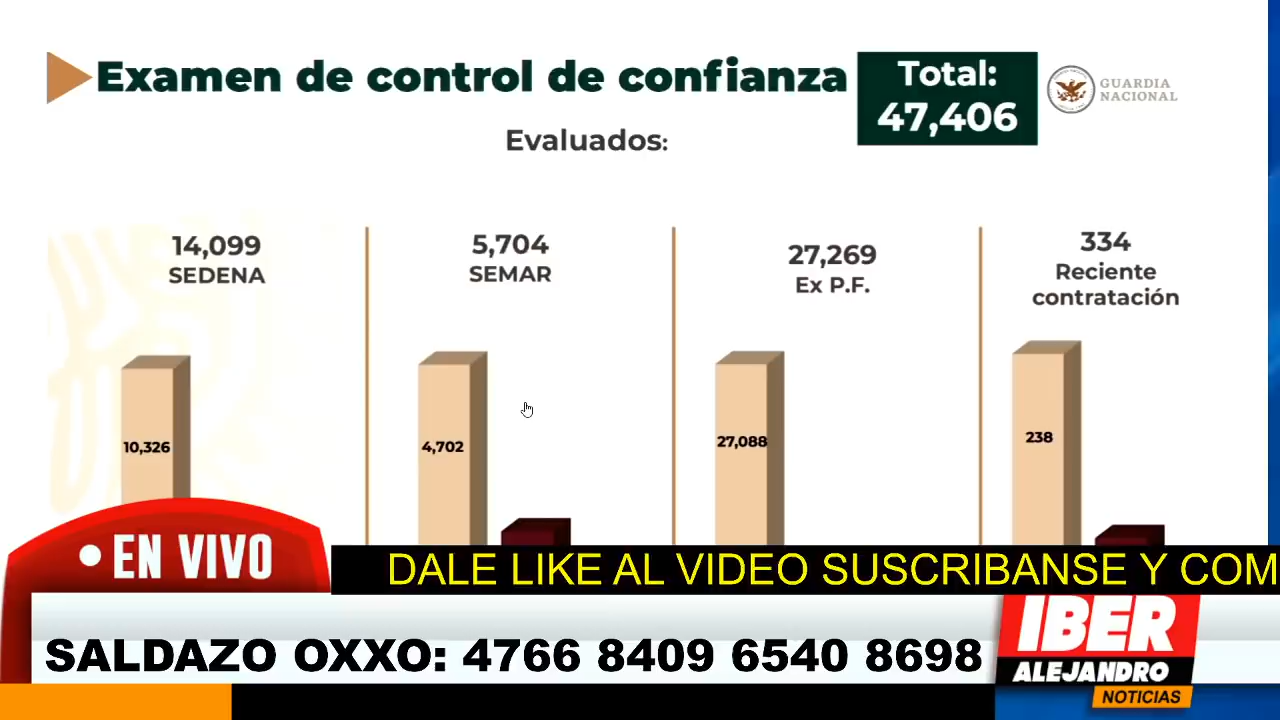 Examen de control de confianza
Total:
47,406
GUARDIA
NACIONAL
Evaluados:
14,099
SEDENA
5,704
SEMAR
27,269
Ex P.F.
334
Reciente
contratación
10,326
4,702
27,088
238
• EN VIVO
DALE LIKE AL VIDEO SUSCRIBANSE Y COM
SALDAZO OXXO: 4766 8409 6540 8698
IBER
ALEJANDRO
NOTICIAS